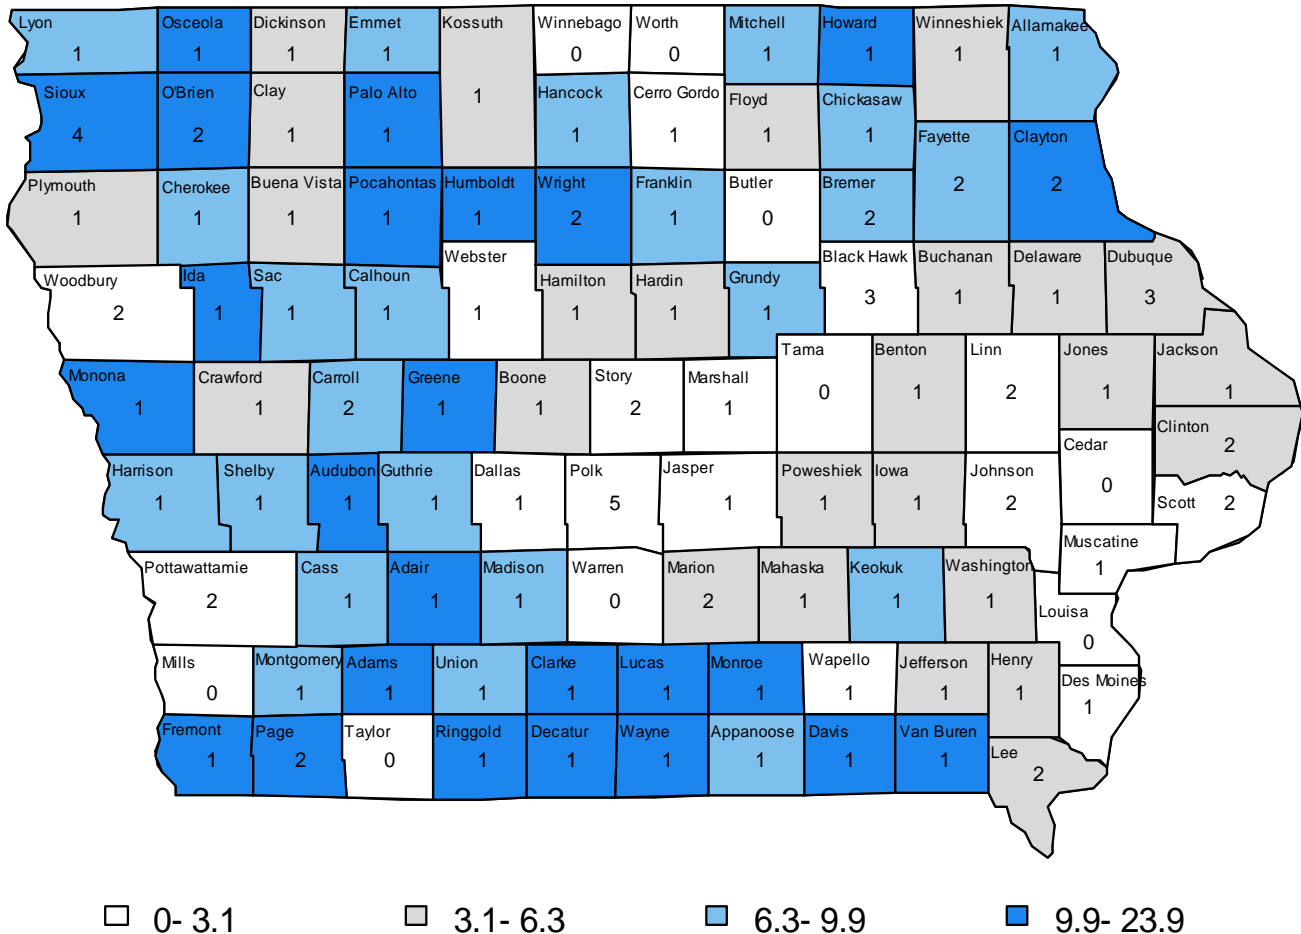 Lyon Osceola Dickinson Emmet Kossuth Winnebago Worth Mitchell Howard Winneshiek Allamakee
1 1 1 1 1 0 0 1 1 1 1
Sioux O'Brien Clay Palo Alto Hancock Cerro Gordo Floyd Chickasaw Fayette Clayton
4 2 1 1 1 1 1 1 2 2
Plymouth Cherokee Buena Vista Pocahontas Humboldt Wright Franklin Butler Bremer
1 1 1 1 1 2 1 0 2
Woodbury Ida Sac Calhoun Webster Hamilton Hardin Grundy Black Hawk Buchanan Delaware Dubuque
2 1 1 1 1 1 1 1 3 1 1 3
Monona Crawford Carroll Greene Boone Story Marshall Tama Benton Linn Jones Jackson
1 1 2 1 1 2 1 0 1 2 1 1
Harrison Shelby Audubon Guthrie Dallas Polk Jasper Poweshiek Iowa Johnson Cedar Clinton
1 1 1 1 1 5 1 1 1 2 0 2
Scott 2
Pottawattamie Cass Adair Madison Warren Marion Mahaska Keokuk Washington Muscatine
2 1 1 1 0 2 1 1 1 1
Louisa
0
Mills Montgomery Adams Union Clarke Lucas Monroe Wapello Jefferson Henry Des Moines
0 1 1 1 1 1 1 1 1 1 1
Fremont Page Taylor Ringgold Decatur Wayne Appanoose Davis Van Buren Lee
1 2 0 1 1 1 1 1 1 2
0- 3.1 3.1- 6.3 6.3- 9.9 9.9- 23.9